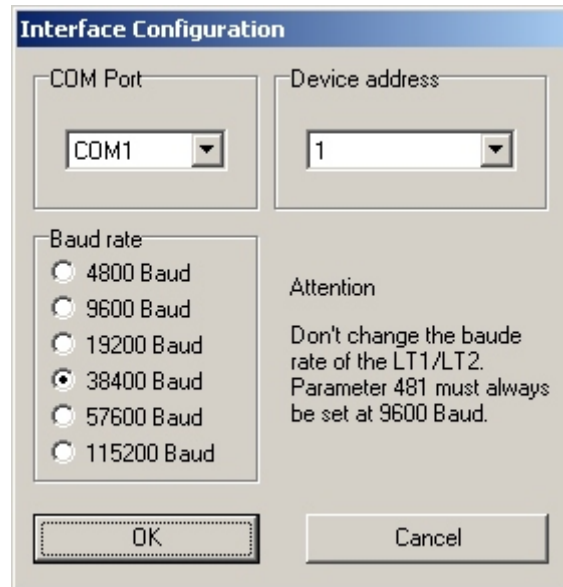 Interface Configuration
COM Port
COM1
Device address
1
Baud rate
4800 Baud
9600 Baud
19200 Baud
38400 Baud
57600 Baud
115200 Baud
Attention
Don't change the baude
rate of the LT1/LT2.
Parameter 481 must always
be set at 9600 Baud.
OK
Cancel